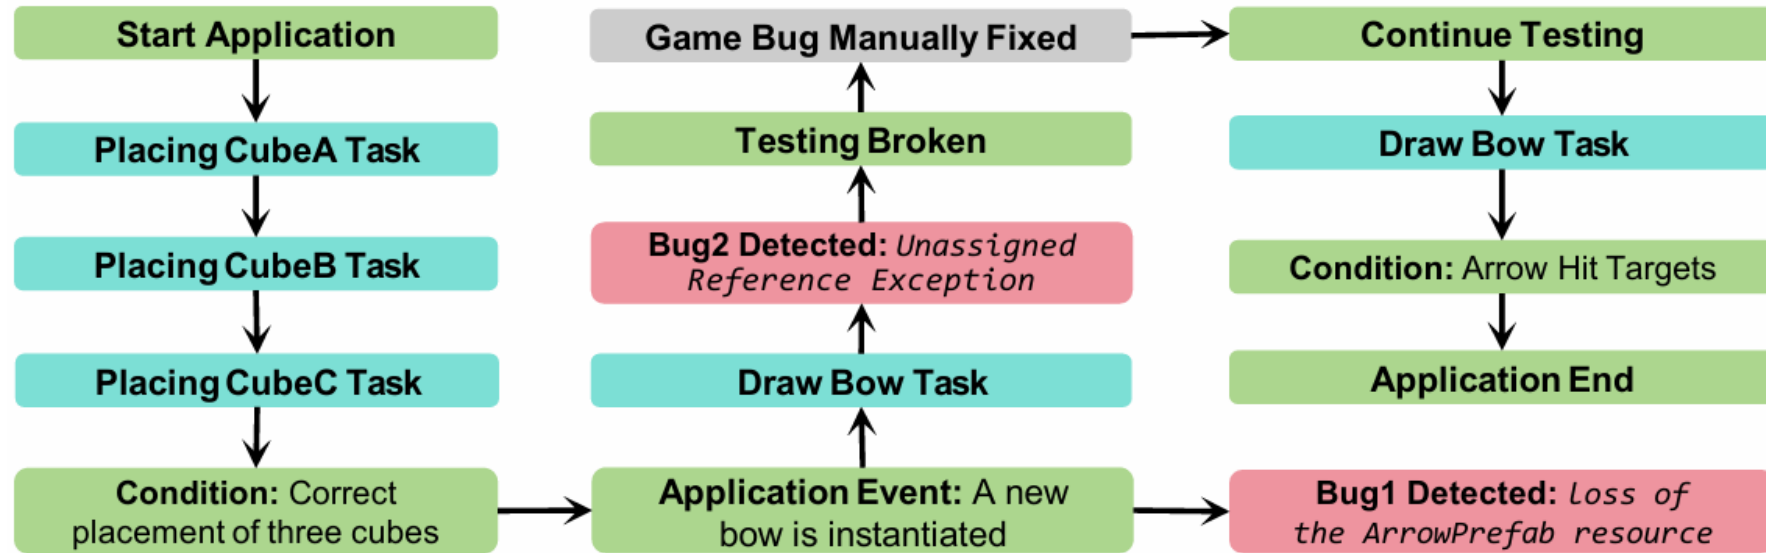 Start Application
Placing CubeA Task
Placing CubeB Task
Placing CubeC Task
Condition: Correct
placement of three cubes
Game Bug Manually Fixed
Testing Broken
Bug2 Detected: Unassigned
Reference Exception
Draw Bow Task
Application Event: A new
bow is instantiated
Continue Testing
Draw Bow Task
Condition: Arrow Hit Targets
Application End
Bug1 Detected: loss of
the ArrowPrefab resource